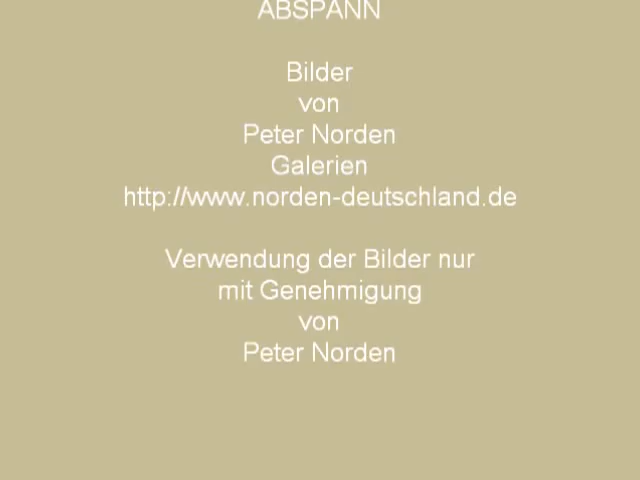 ABSPANN
Bilder
von
Peter Norden
Galerien
http://www.norden-deutschland.de
Verwendung der Bilder nur
mit Genehmigung
von
Peter Norden